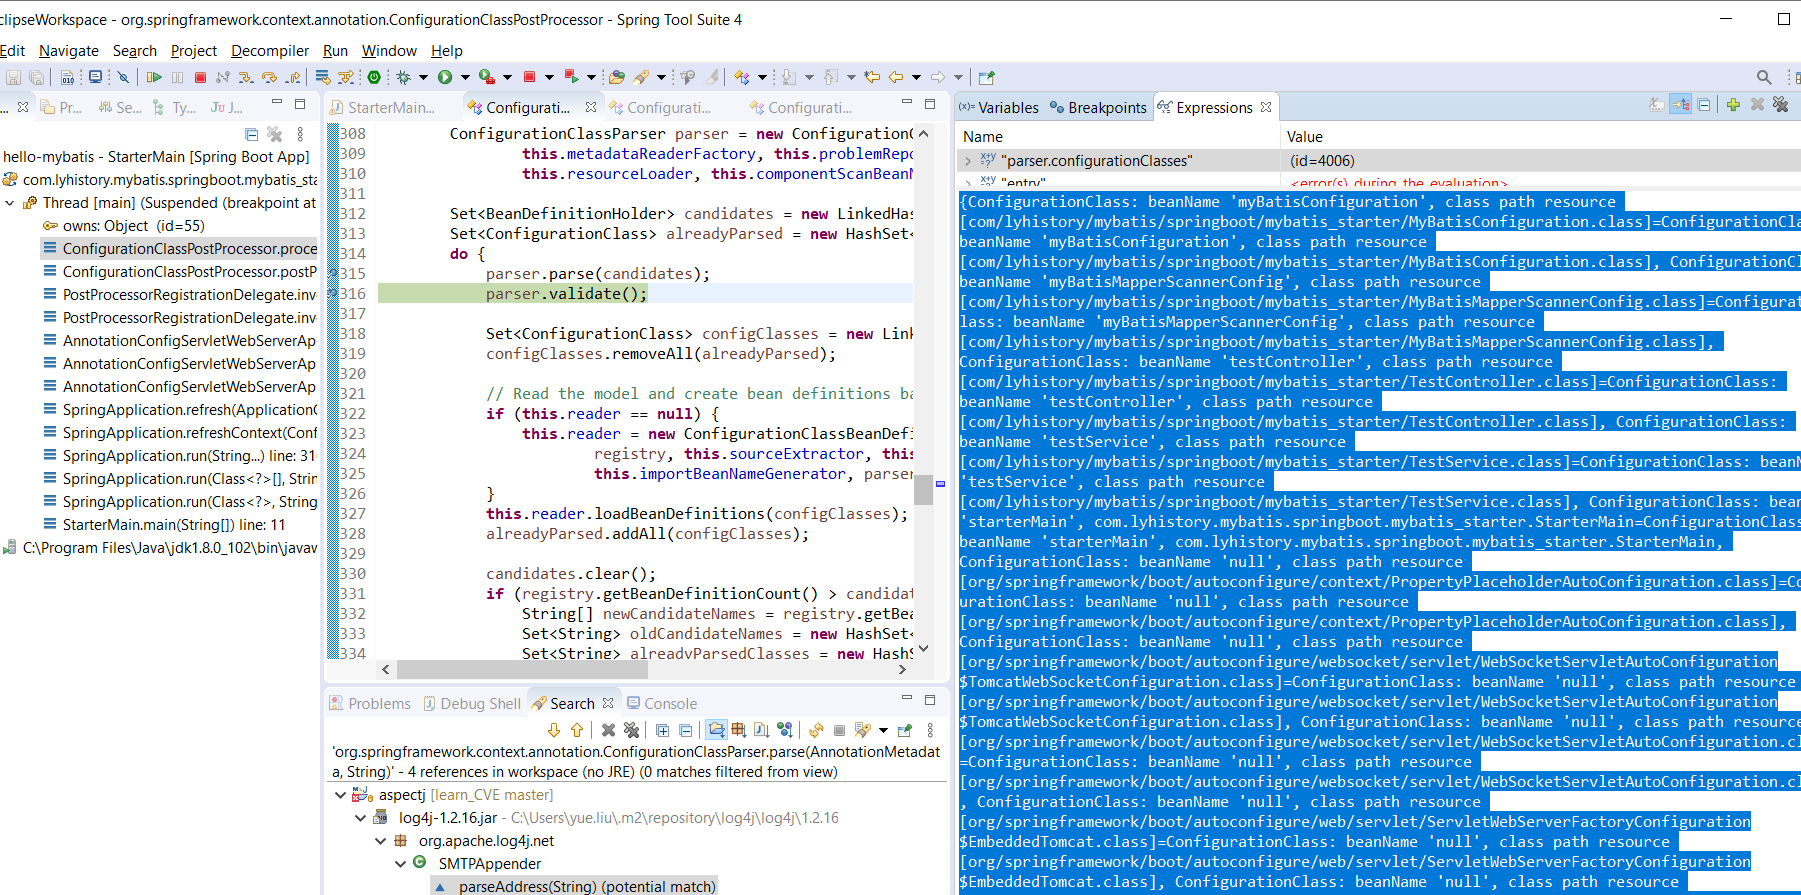 clipseWorkspace - org.springframework.context.annotation.ConfigurationClassPostProcessor - Spring Tool Suite 4
Edit Navigate Search Project Decompiler Run Window Help
... Pr... Se... Ty... J...
hello-mybatis - StarterMain [Spring Boot App]
com.lyhistory.mybatis.springboot.mybatis_sta
Thread [main] (Suspended (breakpoint at
owns: Object (id=55)
ConfigurationClassPostProcessor.proce
ConfigurationClassPostProcessor.postP
PostProcessorRegistrationDelegate.inv
PostProcessorRegistrationDelegate.inv
AnnotationConfigServletWebServerAp
AnnotationConfigServletWebServerAp
AnnotationConfigServletWebServerAp
SpringApplication.refresh(Application
SpringApplication.refreshContext(Conf
SpringApplication.run(String...) line: 31
SpringApplication.run(Class<?>[], Strin
SpringApplication.run(Class<?>, String
StarterMain.main(String[]) line: 11
C:\Program Files\Java\jdk1.8.0_102\bin\javaw
StarterMain... Configurati... Configurati... Configurati...
308 ConfigurationClassParser parser = new Configuration
309 this.metadataReaderFactory, this.problemRepo
310 this.resourceLoader, this.componentScanBean
311
312 Set<BeanDefinitionHolder> candidates = new LinkedHas
313 Set<ConfigurationClass> alreadyParsed = new HashSet<
314 do {
315 parser.parse(candidates);
316 parser.validate();
317
318 Set<ConfigurationClass> configClasses = new Link
319 configClasses.removeAll(alreadyParsed);
320
321 // Read the model and create bean definitions ba
322 if (this.reader == null) {
323 this.reader = new ConfigurationClassBeanDefi
324 registry, this.sourceExtractor, this
325 this.importBeanNameGenerator, parser
326 }
327 this.reader.loadBeanDefinitions(configClasses);
328 alreadyParsed.addAll(configClasses);
329
330 candidates.clear();
331 if (registry.getBeanDefinitionCount() > candidat
332 String[] newCandidateNames = registry.getBea
333 Set<String> oldCandidateNames = new HashSet<
334 Set<String> alreadyParsedClasses = new HashS
Problems Debug Shell Search Console
'org.springframework.context.annotation.ConfigurationClassParser.parse(AnnotationMetadat
a, String)' - 4 references in workspace (no JRE) (0 matches filtered from view)
aspectj [learn_CVE master]
log4j-1.2.16.jar - C:\Users\yue.liu\.m2\repository\log4j\log4j\1.2.16
org.apache.log4j.net
SMTPAppender
parseAddress(String) (potential match)
Variables Breakpoints Expressions
Name Value
"parser.configurationClasses" (id=4006)
"entry" <error(s) during the evaluation>
{ConfigurationClass: beanName 'myBatisConfiguration', class path resource
[com/lyhistory/mybatis/springboot/mybatis_starter/MyBatisConfiguration.class]=ConfigurationCla
beanName 'myBatisConfiguration', class path resource
[com/lyhistory/mybatis/springboot/mybatis_starter/MyBatisConfiguration.class], ConfigurationCl
beanName 'myBatisMapperScannerConfig', class path resource
[com/lyhistory/mybatis/springboot/mybatis_starter/MyBatisMapperScannerConfig.class]=Configurat
lass: beanName 'myBatisMapperScannerConfig', class path resource
[com/lyhistory/mybatis/springboot/mybatis_starter/MyBatisMapperScannerConfig.class],
ConfigurationClass: beanName 'testController', class path resource
[com/lyhistory/mybatis/springboot/mybatis_starter/TestController.class]=ConfigurationClass:
beanName 'testController', class path resource
[com/lyhistory/mybatis/springboot/mybatis_starter/TestController.class], ConfigurationClass:
beanName 'testService', class path resource
[com/lyhistory/mybatis/springboot/mybatis_starter/TestService.class]=ConfigurationClass: bean
'testService', class path resource
[com/lyhistory/mybatis/springboot/mybatis_starter/TestService.class], ConfigurationClass: bean
'starterMain', com.lyhistory.mybatis.springboot.mybatis_starter.StarterMain=ConfigurationClass
beanName 'starterMain', com.lyhistory.mybatis.springboot.mybatis_starter.StarterMain,
ConfigurationClass: beanName 'null', class path resource
[org/springframework/boot/autoconfigure/context/PropertyPlaceholderAutoConfiguration.class]=Co
urationClass: beanName 'null', class path resource
[org/springframework/boot/autoconfigure/context/PropertyPlaceholderAutoConfiguration.class],
ConfigurationClass: beanName 'null', class path resource
[org/springframework/boot/autoconfigure/websocket/servlet/WebSocketServletAutoConfiguration
$TomcatWebSocketConfiguration.class]=ConfigurationClass: beanName 'null', class path resource
[org/springframework/boot/autoconfigure/websocket/servlet/WebSocketServletAutoConfiguration
$TomcatWebSocketConfiguration.class], ConfigurationClass: beanName 'null', class path resource
[org/springframework/boot/autoconfigure/websocket/servlet/WebSocketServletAutoConfiguration.cl
=ConfigurationClass: beanName 'null', class path resource
[org/springframework/boot/autoconfigure/websocket/servlet/WebSocketServletAutoConfiguration.cl
, ConfigurationClass: beanName 'null', class path resource
[org/springframework/boot/autoconfigure/web/servlet/ServletWebServerFactoryConfiguration
$EmbeddedTomcat.class]=ConfigurationClass: beanName 'null', class path resource
[org/springframework/boot/autoconfigure/web/servlet/ServletWebServerFactoryConfiguration
$EmbeddedTomcat.class], ConfigurationClass: beanName 'null', class path resource